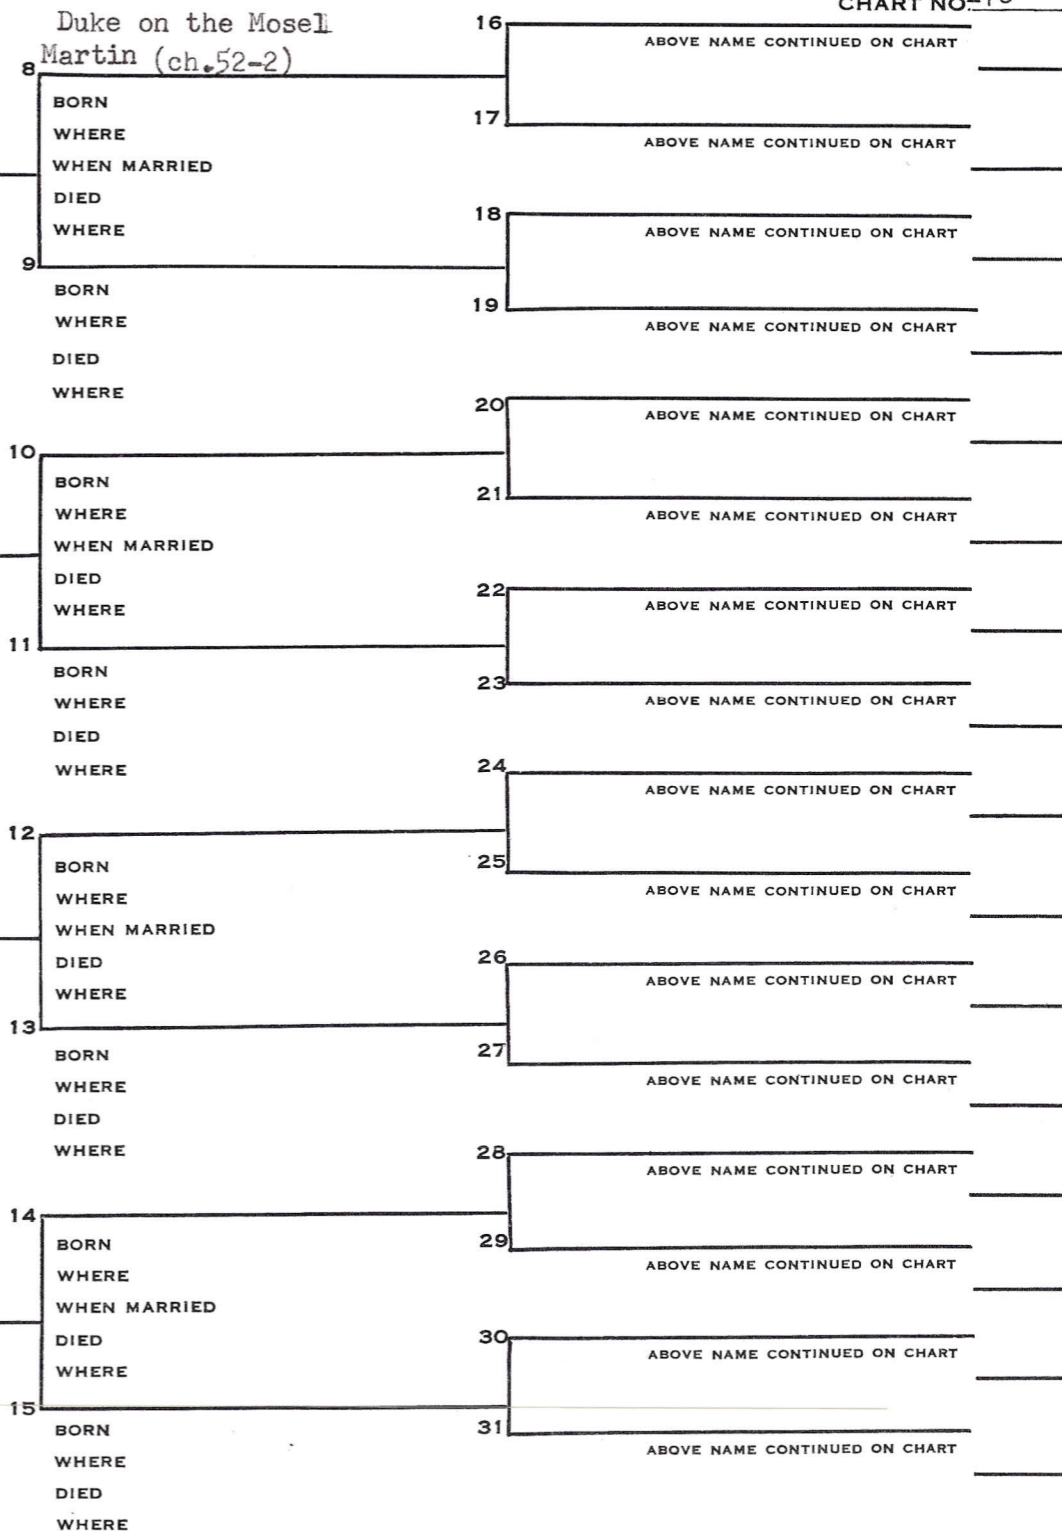 CHART NO.
Duke on the Mosel
Martin (ch.52-2)
8
BORN
WHERE
WHEN MARRIED
DIED
WHERE
9
BORN
WHERE
DIED
WHERE
10
BORN
WHERE
WHEN MARRIED
DIED
WHERE
11
BORN
WHERE
DIED
WHERE
12
BORN
WHERE
WHEN MARRIED
DIED
WHERE
13
BORN
WHERE
DIED
WHERE
14
BORN
WHERE
WHEN MARRIED
DIED
WHERE
15
BORN
WHERE
DIED
WHERE
16
ABOVE NAME CONTINUED ON CHART
17
ABOVE NAME CONTINUED ON CHART
18
ABOVE NAME CONTINUED ON CHART
19
ABOVE NAME CONTINUED ON CHART
20
ABOVE NAME CONTINUED ON CHART
21
ABOVE NAME CONTINUED ON CHART
22
ABOVE NAME CONTINUED ON CHART
23
ABOVE NAME CONTINUED ON CHART
24
ABOVE NAME CONTINUED ON CHART
25
ABOVE NAME CONTINUED ON CHART
26
ABOVE NAME CONTINUED ON CHART
27
ABOVE NAME CONTINUED ON CHART
28
ABOVE NAME CONTINUED ON CHART
29
ABOVE NAME CONTINUED ON CHART
30
ABOVE NAME CONTINUED ON CHART
31
ABOVE NAME CONTINUED ON CHART